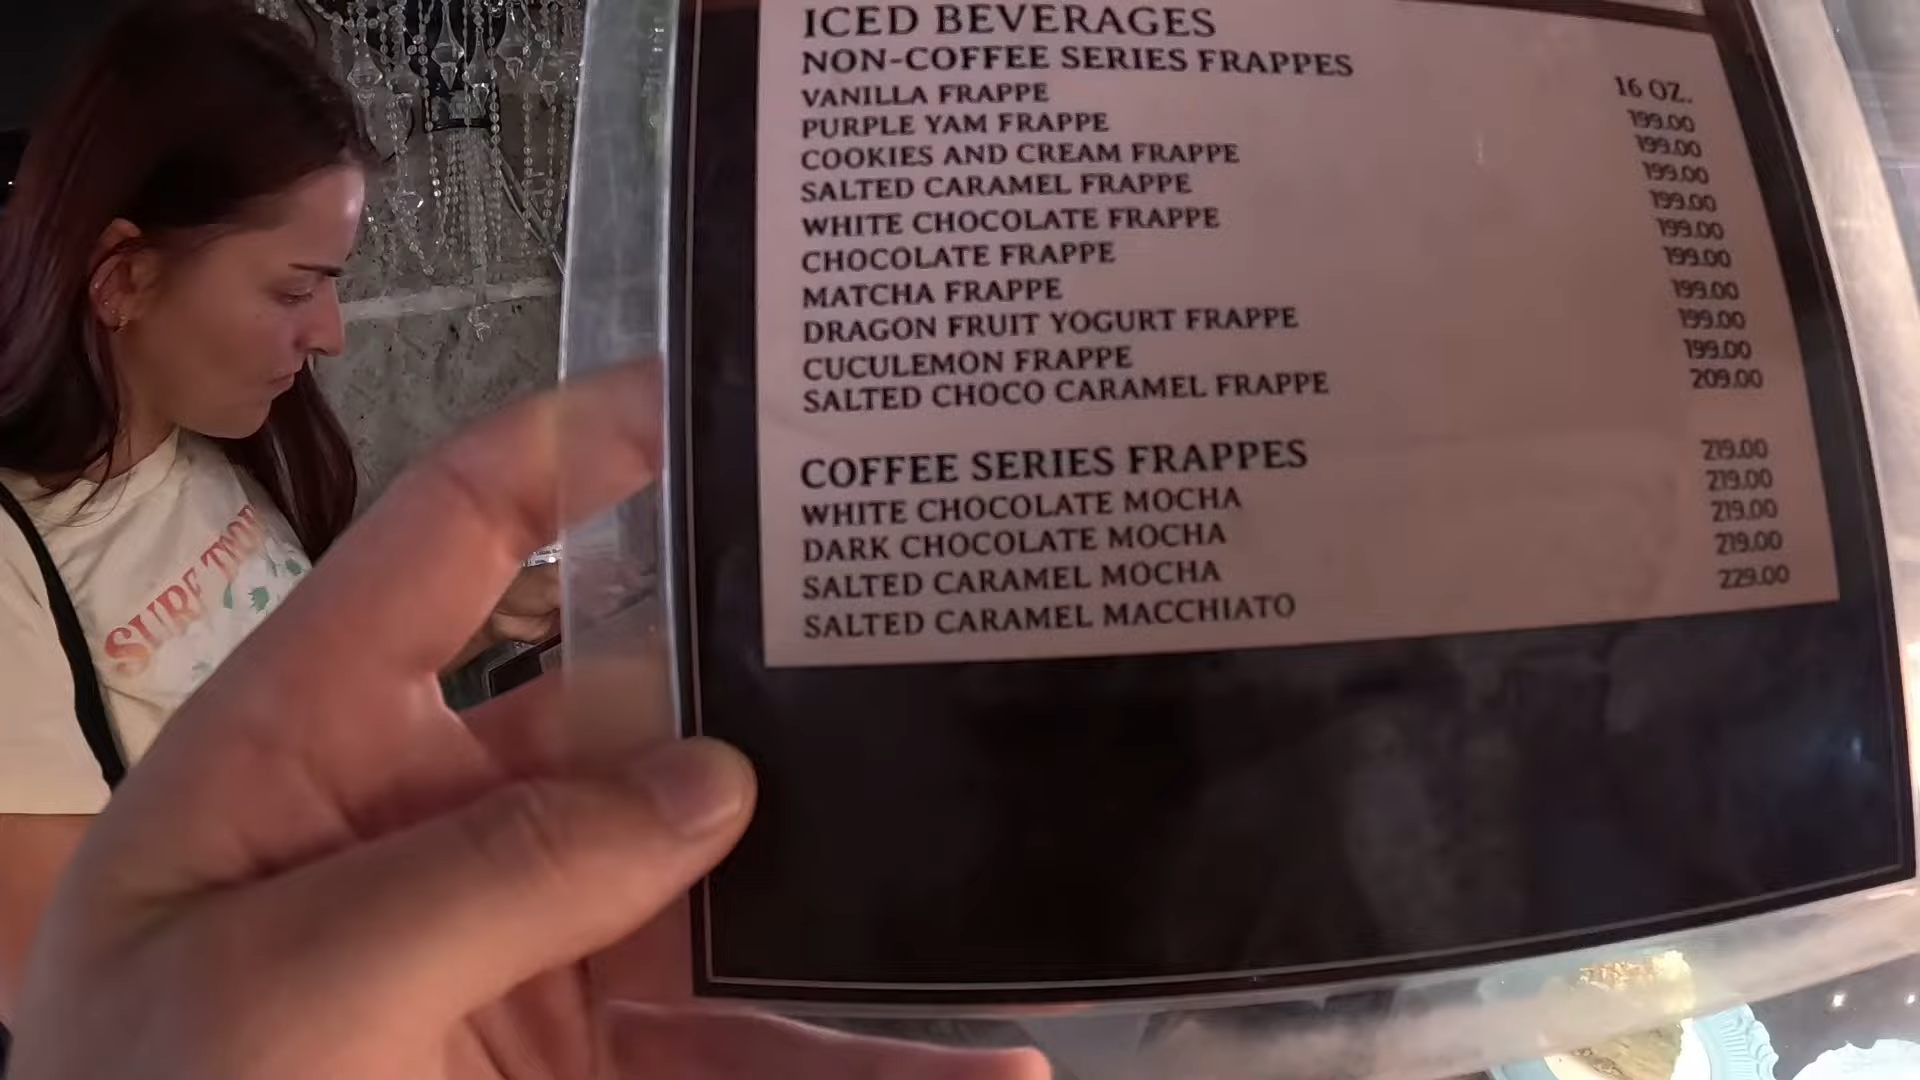 ICED BEVERAGES
NON-COFFEE SERIES FRAPPES
16 OZ.
VANILLA FRAPPE 199.00
PURPLE YAM FRAPPE 199.00
COOKIES AND CREAM FRAPPE 199.00
SALTED CARAMEL FRAPPE 199.00
WHITE CHOCOLATE FRAPPE 199.00
CHOCOLATE FRAPPE 199.00
MATCHA FRAPPE 199.00
DRAGON FRUIT YOGURT FRAPPE 199.00
CUCULEMON FRAPPE 199.00
SALTED CHOCO CARAMEL FRAPPE 209.00
COFFEE SERIES FRAPPES 219.00
WHITE CHOCOLATE MOCHA 219.00
DARK CHOCOLATE MOCHA 219.00
SALTED CARAMEL MOCHA 219.00
SALTED CARAMEL MACCHIATO 229.00
SURF